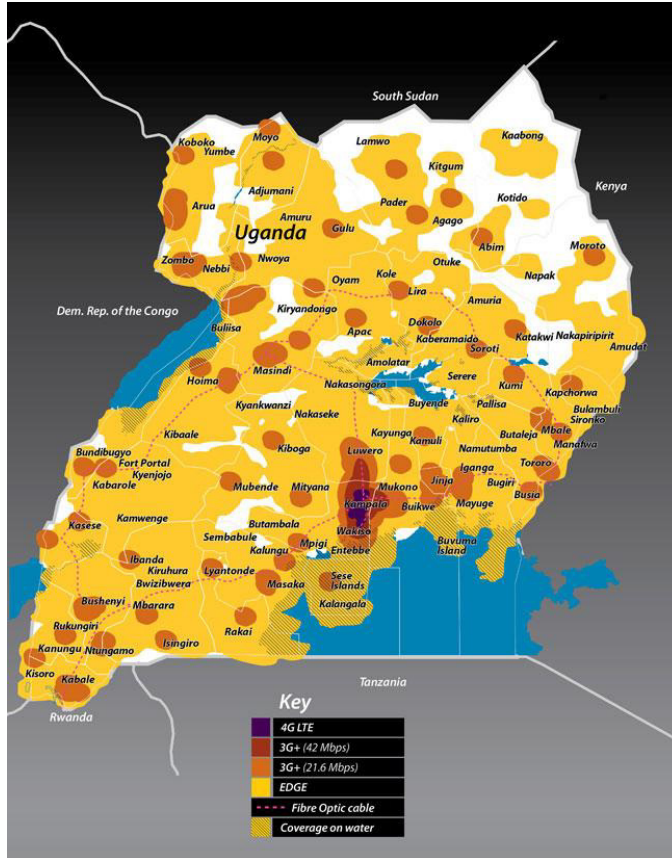 South Sudan
Moyo
Koboko
Yumbe
Lamwo
Kaabong
Kitgum
Kenya
Adjumani
Arua
Pader
Kotido
Amuru
Agago
Uganda
Gulu
Abim
Moroto
Zombo
Nebbi
Nwoya
Otuke
Napak
Oyam
Kole
Lira
Dem. Rep. of the Congo
Amuria
Kiryandongo
Buliisa
Apac
Dokolo
Kaberamaido
Katakwi
Nakapiripirit
Amudat
Soroti
Masindi
Amolatar
Hoima
Nakasongora
Serere
Kumi
Kapchorwa
Kyankwanzi
Buyende
Pallisa
Bulambuli
Nakaseke
Sironko
Kibaale
Kayunga
Kamuli
Kaliro
Butaleja
Mbale
Manafwa
Kiboga
Luwero
Namutumba
Bundibugyo
Fort Portal
Kyenjojo
Kabarole
Iganga
Tororo
Mubende
Mityana
Mukono
Jinja
Bugiri
Busia
Kampala
Buikwe
Mayuge
Kasese
Kamwenge
Butambala
Sembabule
Wakiso
Mpigi
Entebbe
Buvuma
Island
Kalungu
Ibanda
Kiruhura
Bwizibwera
Lyantonde
Masaka
Sese
Islands
Kalangala
Bushenyi
Mbarara
Rukungiri
Rakai
Kanungu
Ntungamo
Isingiro
Kisoro
Kabale
Tanzania
Rwanda
Key
4G LTE
3G+ (42 Mbps)
3G+ (21.6 Mbps)
EDGE
Fibre Optic cable
Coverage on water